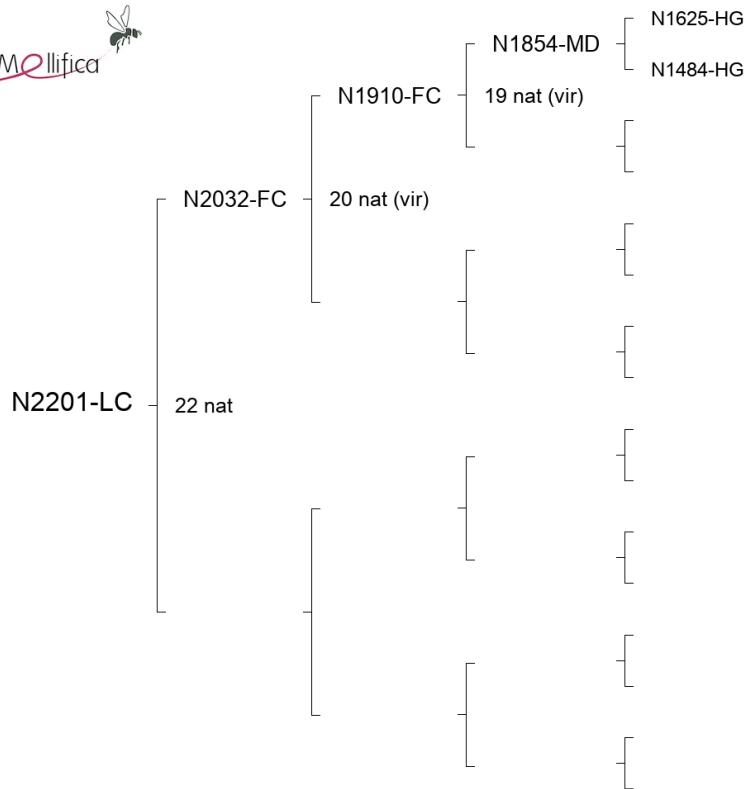 Mellifica
N1625-HG
N1854-MD
N1484-HG
N1910-FC
19 nat (vir)
N2032-FC
20 nat (vir)
N2201-LC
22 nat